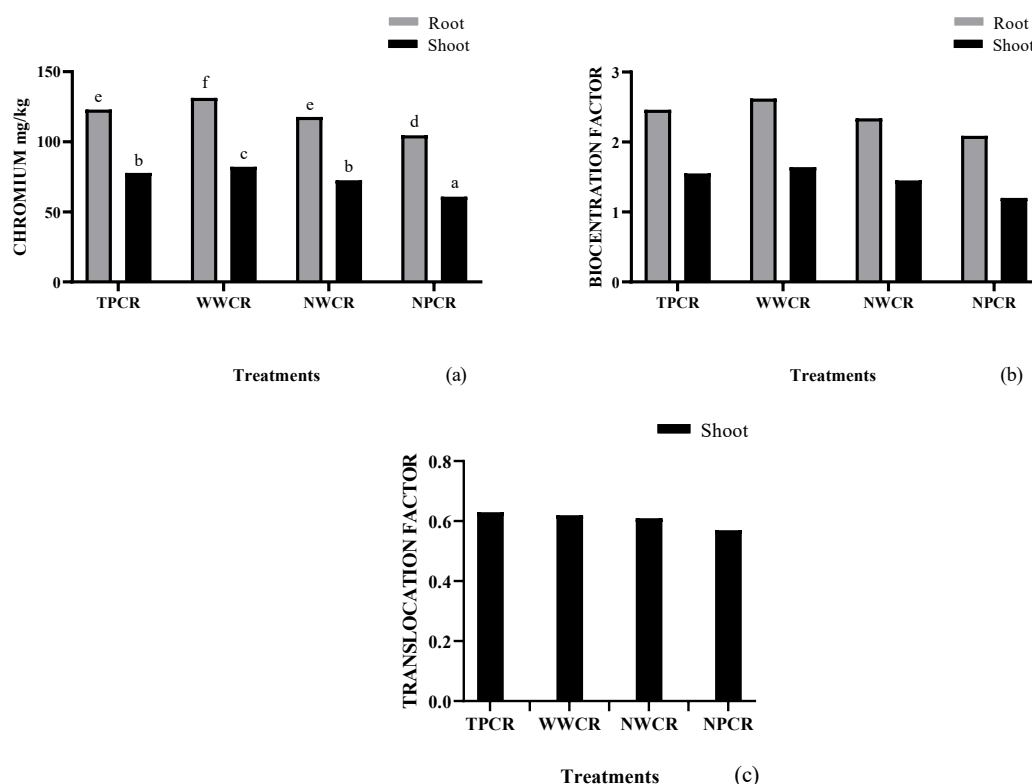 Root
Shoot
CHROMIUM mg/kg
150
100
50
0
e
b
f
c
e
b
d
a
TPCR
WWCR
NWCR
NPCR
Treatments
(a)
Root
Shoot
BIOCENTRATION FACTOR
3
2
1
0
TPCR
WWCR
NWCR
NPCR
Treatments
(b)
Shoot
TRANSLOCATION FACTOR
0.8
0.6
0.4
0.2
0.0
TPCR
WWCR
NWCR
NPCR
Treatments
(c)